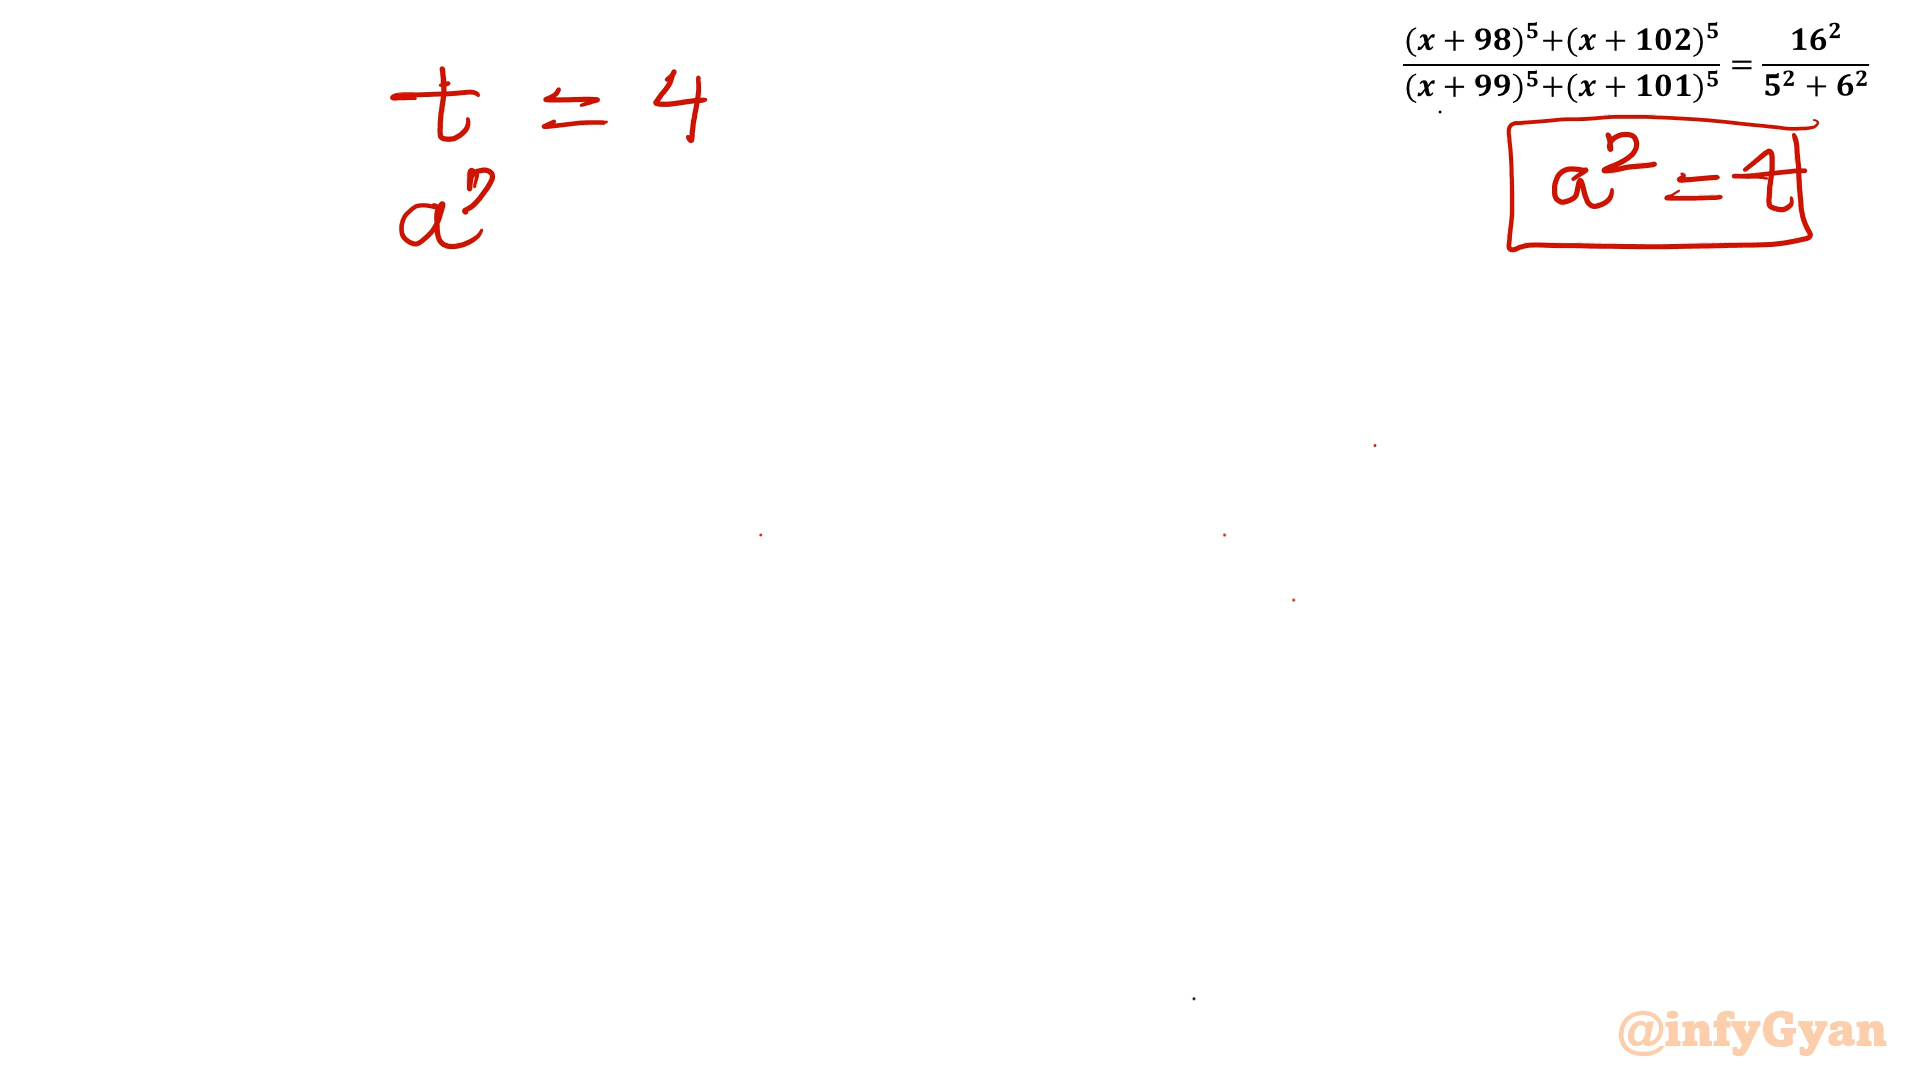 (x + 98)⁵+(x + 102)⁵ / (x + 99)⁵+(x + 101)⁵ = 16² / 5² + 6²
t = 4
a² = t
a²
@infyGyan